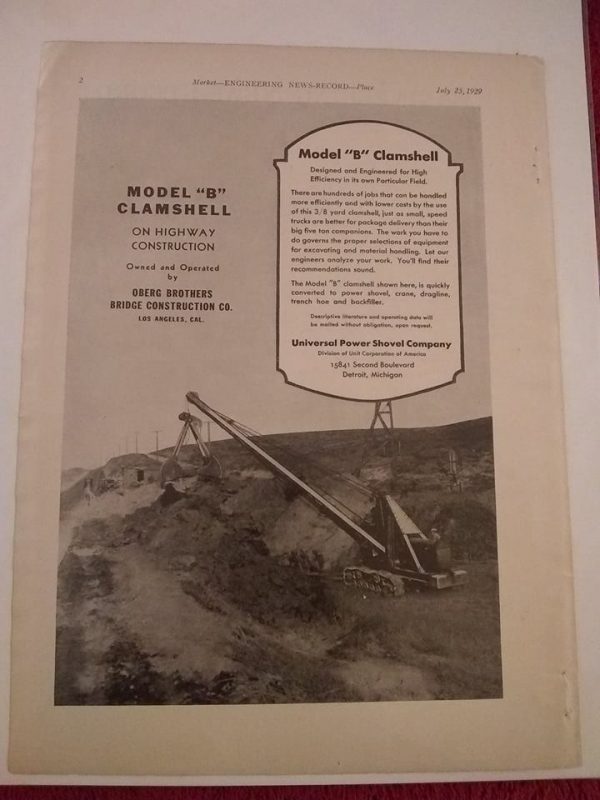 2
Market—ENGINEERING NEWS-RECORD—Place
July 25, 1929
MODEL "B"
CLAMSHELL
ON HIGHWAY
CONSTRUCTION
Owned and Operated
by
OBERG BROTHERS
BRIDGE CONSTRUCTION CO.
LOS ANGELES, CAL.
Model "B" Clamshell
Designed and Engineered for High
Efficiency in its own Particular Field.
There are hundreds of jobs that can be handled
more efficiently and with lower costs by the use
of this 3/8 yard clamshell, just as small, speed
trucks are better for package delivery than their
big five ton companions. The work you have to
do governs the proper selections of equipment
for excavating and material handling. Let our
engineers analyze your work. You'll find their
recommendations sound.
The Model "B" clamshell shown here, is quickly
converted to power shovel, crane, dragline,
trench hoe and backfiller.
Descriptive literature and operating data will
be mailed without obligation, upon request.
Universal Power Shovel Company
Division of Unit Corporation of America
15841 Second Boulevard
Detroit, Michigan